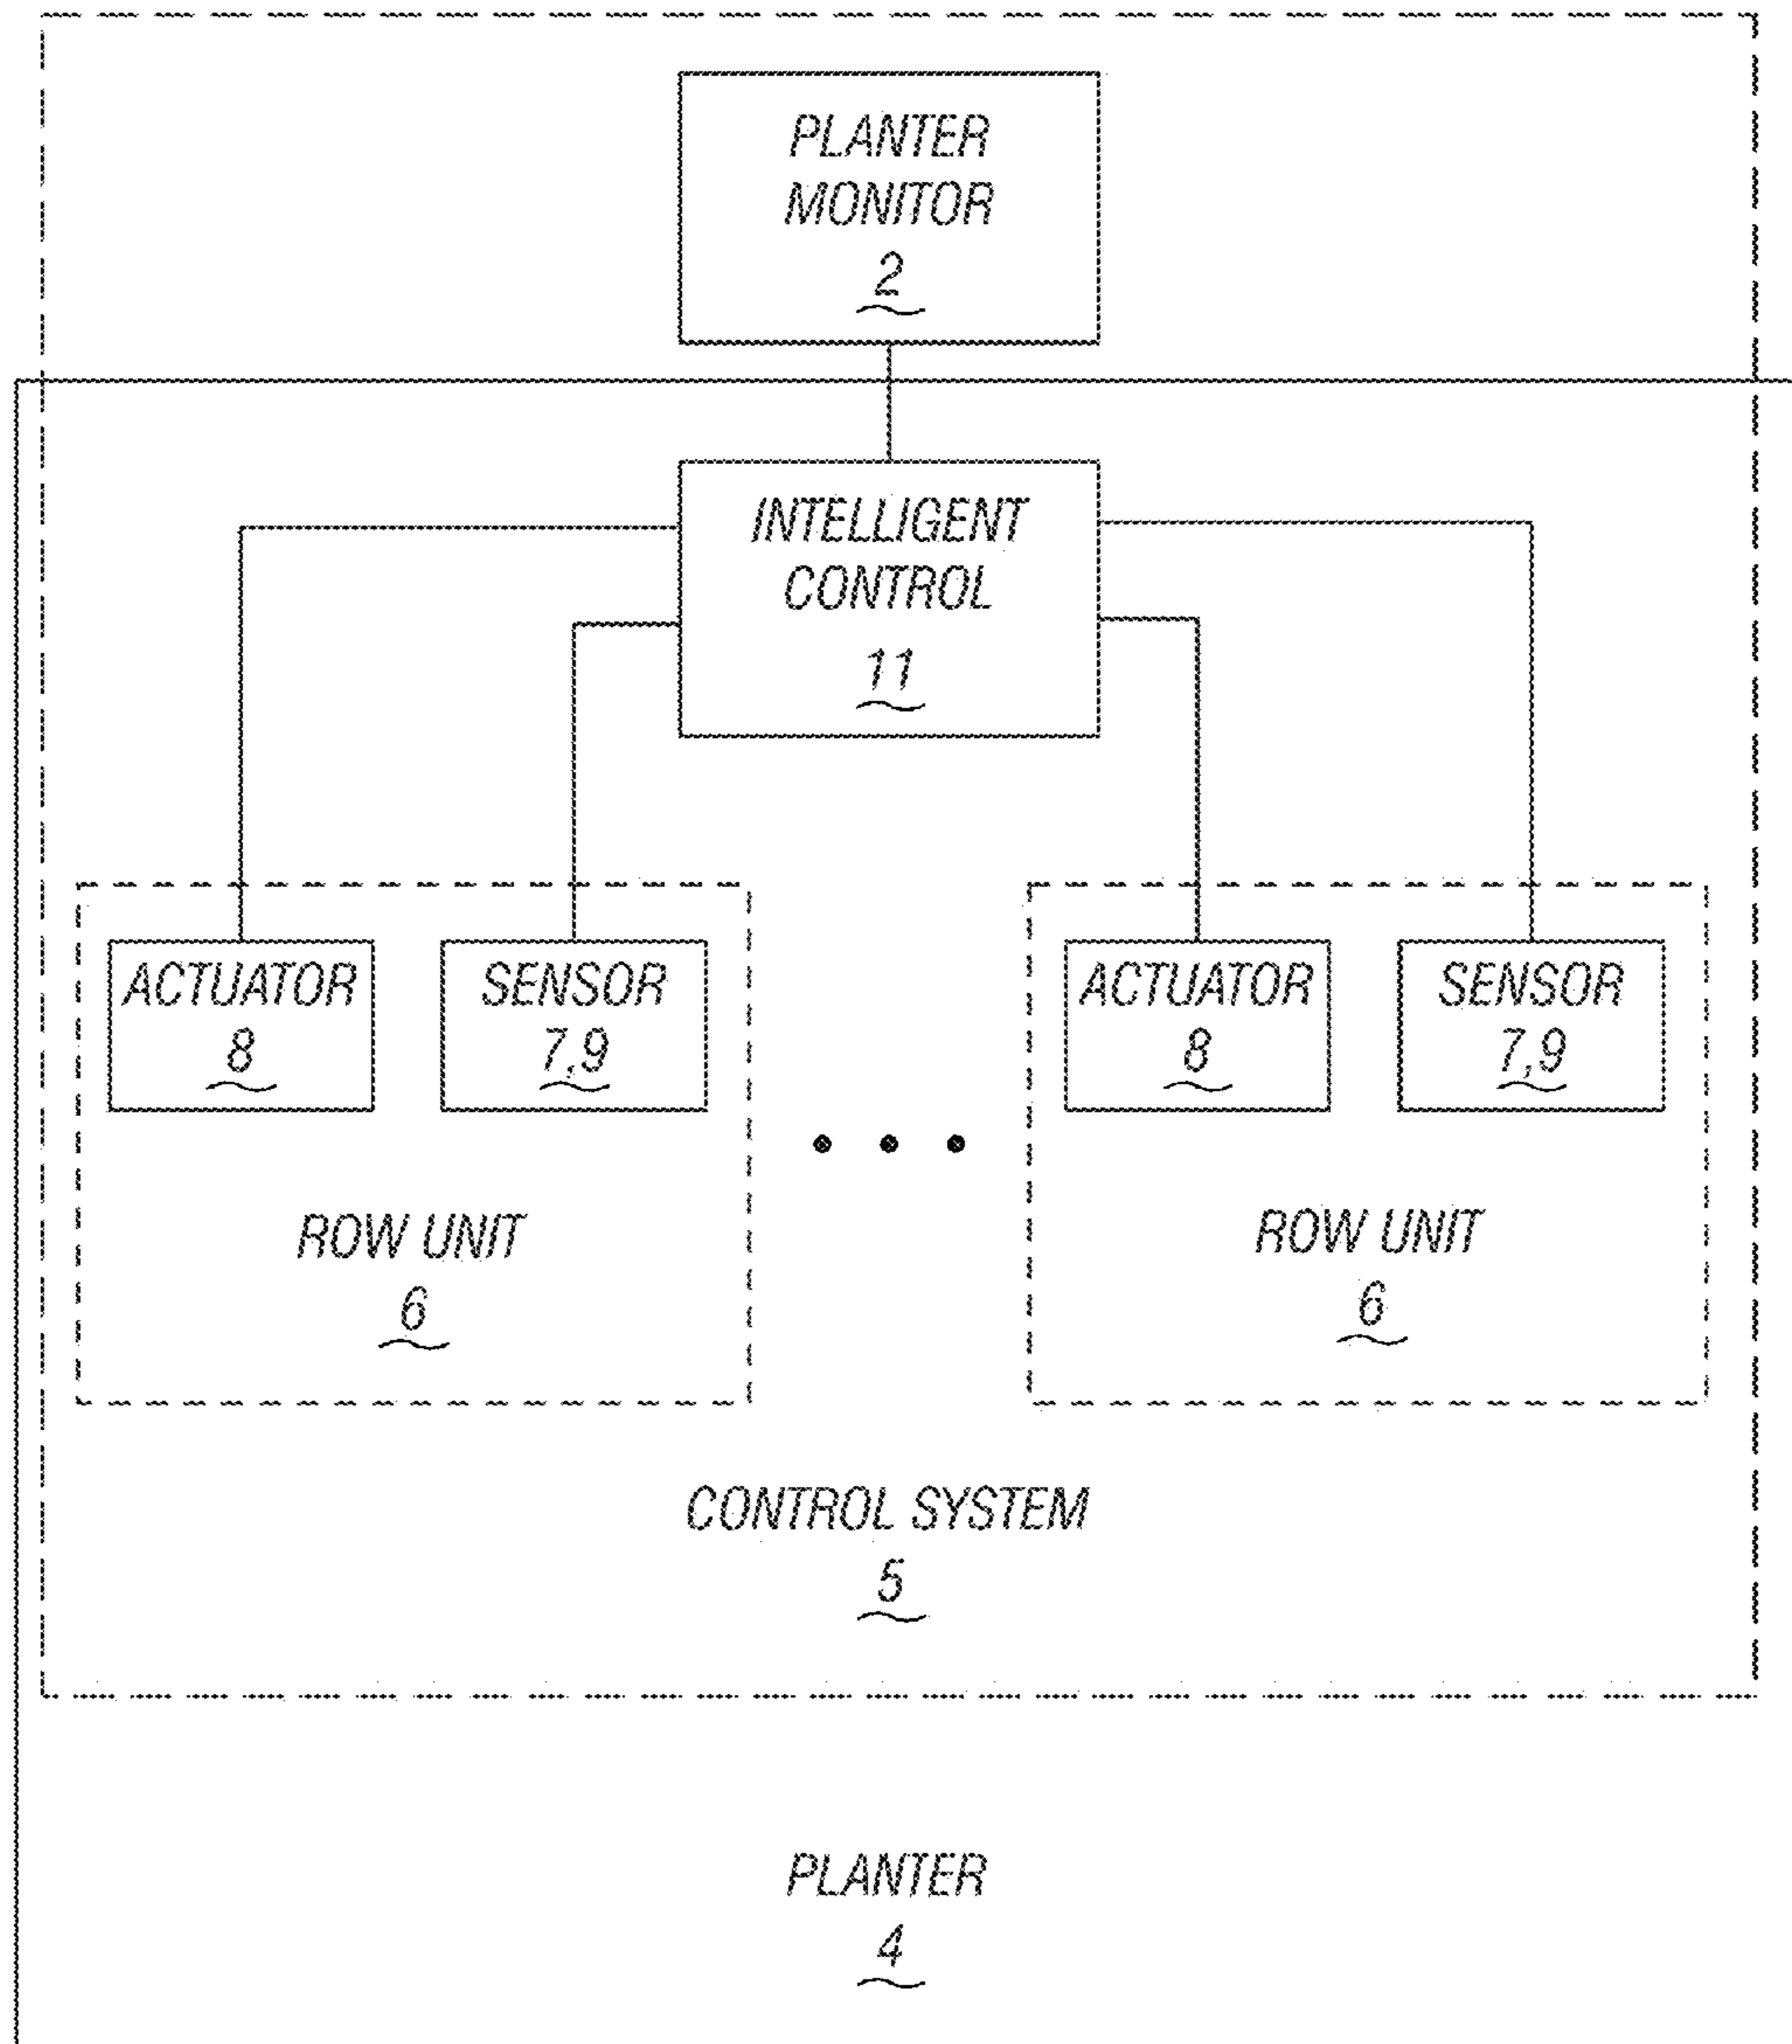 PLANTER
MONITOR
2
INTELLIGENT
CONTROL
11
ACTUATOR
8
SENSOR
7,9
ROW UNIT
6
ACTUATOR
8
SENSOR
7,9
ROW UNIT
6
CONTROL SYSTEM
5
PLANTER
4